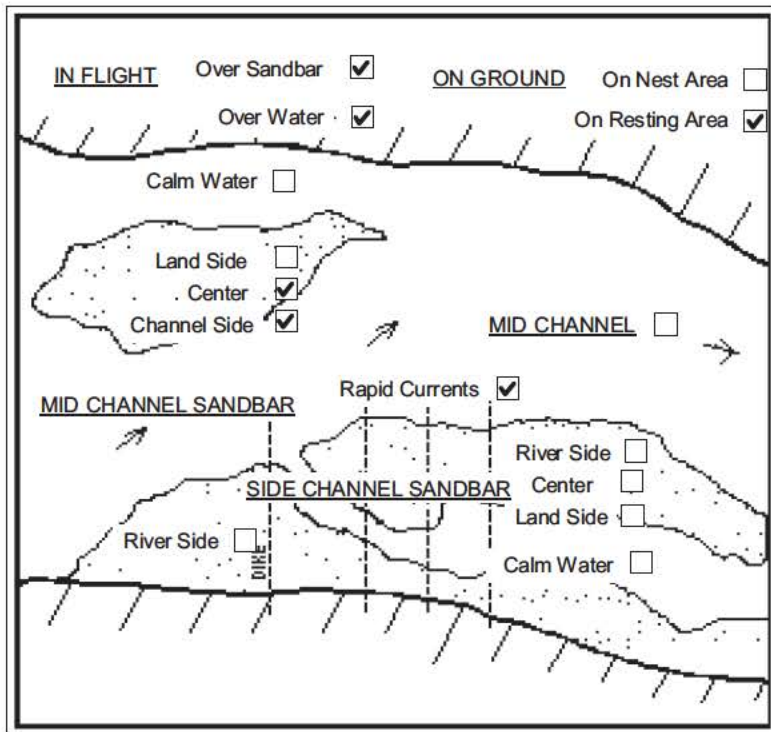 IN FLIGHT
Over Sandbar
ON GROUND
On Nest Area
Over Water
On Resting Area
Calm Water
Land Side
Center
Channel Side
MID CHANNEL
Rapid Currents
MID CHANNEL SANDBAR
River Side
SIDE CHANNEL SANDBAR
Center
Land Side
River Side
DIKE
Calm Water